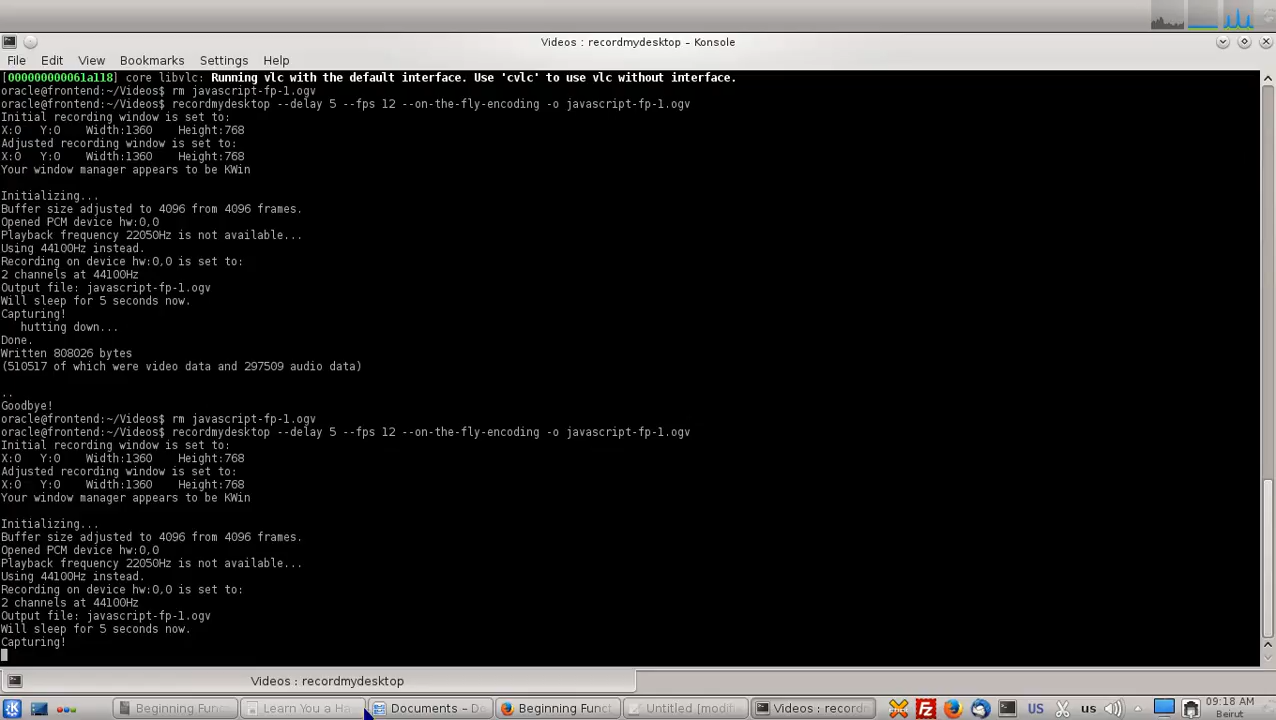 Videos : recordmydesktop – Konsole
File Edit View Bookmarks Settings Help
[000000000061a118] core libvlc: Running vlc with the default interface. Use 'cvlc' to use vlc without interface.
oracle@frontend:~/Videos$ rm javascript-fp-1.ogv
oracle@frontend:~/Videos$ recordmydesktop --delay 5 --fps 12 --on-the-fly-encoding -o javascript-fp-1.ogv
Initial recording window is set to:
X:0 Y:0 Width:1360 Height:768
Adjusted recording window is set to:
X:0 Y:0 Width:1360 Height:768
Your window manager appears to be KWin
Initializing...
Buffer size adjusted to 4096 from 4096 frames.
Opened PCM device hw:0,0
Playback frequency 22050Hz is not available...
Using 44100Hz instead.
Recording on device hw:0,0 is set to:
2 channels at 44100Hz
Output file: javascript-fp-1.ogv
Will sleep for 5 seconds now.
Capturing!
hutting down...
Done.
Written 808026 bytes
(510517 of which were video data and 297509 audio data)
..
Goodbye!
oracle@frontend:~/Videos$ rm javascript-fp-1.ogv
oracle@frontend:~/Videos$ recordmydesktop --delay 5 --fps 12 --on-the-fly-encoding -o javascript-fp-1.ogv
Initial recording window is set to:
X:0 Y:0 Width:1360 Height:768
Adjusted recording window is set to:
X:0 Y:0 Width:1360 Height:768
Your window manager appears to be KWin
Initializing...
Buffer size adjusted to 4096 from 4096 frames.
Opened PCM device hw:0,0
Playback frequency 22050Hz is not available...
Using 44100Hz instead.
Recording on device hw:0,0 is set to:
2 channels at 44100Hz
Output file: javascript-fp-1.ogv
Will sleep for 5 seconds now.
Capturing!
Videos : recordmydesktop
Beginning Func Learn You a Ha Documents – D Beginning Funct Untitled [modif Videos : record US us 09:18 AM
Beirut